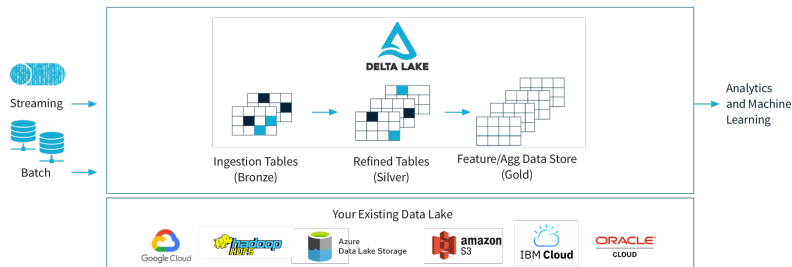 DELTA LAKE
Streaming
Batch
Ingestion Tables
(Bronze)
Refined Tables
(Silver)
Feature/Agg Data Store
(Gold)
Analytics
and Machine
Learning
Your Existing Data Lake
Google Cloud
hadoop
HDFS
Azure
Data Lake Storage
amazon
S3
IBM Cloud
ORACLE
CLOUD